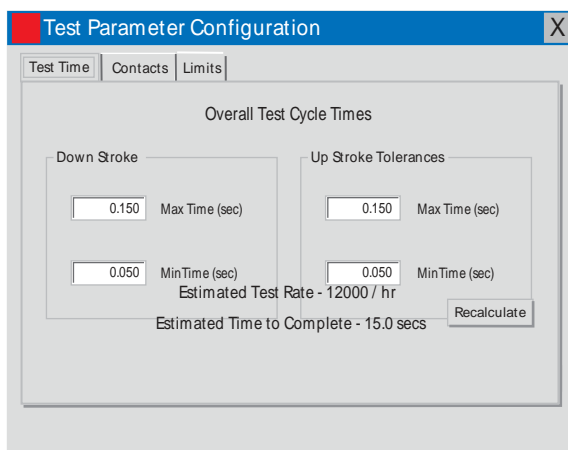 Test Parameter Configuration X
Test Time Contacts Limits
Overall Test Cycle Times
Down Stroke Up Stroke Tolerances
0.150 Max Time (sec) 0.150 Max Time (sec)
0.050 MinTime (sec) 0.050 MinTime (sec)
Estimated Test Rate - 12000 / hr
Recalculate
Estimated Time to Complete - 15.0 secs